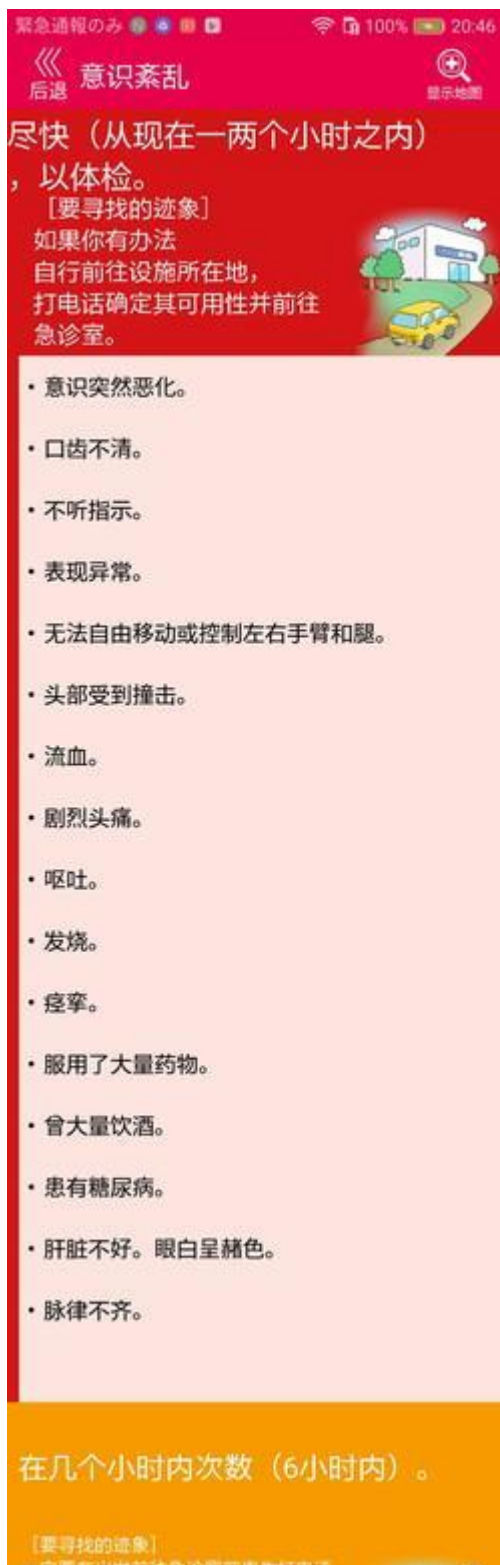 緊急通報のみ 100% 20:46
后退 意识紊乱 显示地图
尽快（从现在一两个小时之内）
，以体检。
［要寻找的迹象］
如果你有办法
自行前往设施所在地，
打电话确定其可用性并前往
急诊室。
・意识突然恶化。
・口齿不清。
・不听指示。
・表现异常。
・无法自由移动或控制左右手臂和腿。
・头部受到撞击。
・流血。
・剧烈头痛。
・呕吐。
・发烧。
・痉挛。
・服用了大量药物。
・曾大量饮酒。
・患有糖尿病。
・肝脏不好。眼白呈赭色。
・脉律不齐。
在几个小时内次数（6小时内）。
［要寻找的迹象］